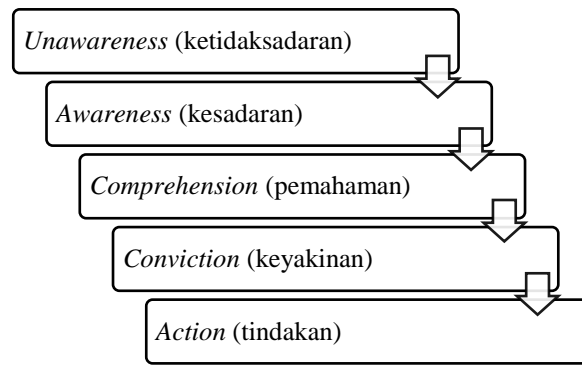 Unawareness (ketidaksadaran)
Awareness (kesadaran)
Comprehension (pemahaman)
Conviction (keyakinan)
Action (tindakan)